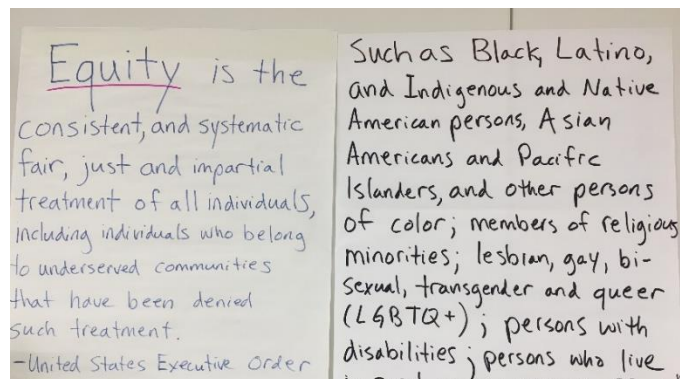 Equity is the
consistent, and systematic
fair, just and impartial
treatment of all individuals,
including individuals who belong
to underserved communities
that have been denied
such treatment.
-United States Executive Order
Such as Black, Latino,
and Indigenous and Native
American persons, Asian
Americans and Pacific
Islanders, and other persons
of color; members of religious
minorities; lesbian, gay, bi-
sexual, transgender and queer
(LGBTQ+); persons with
disabilities; persons who live